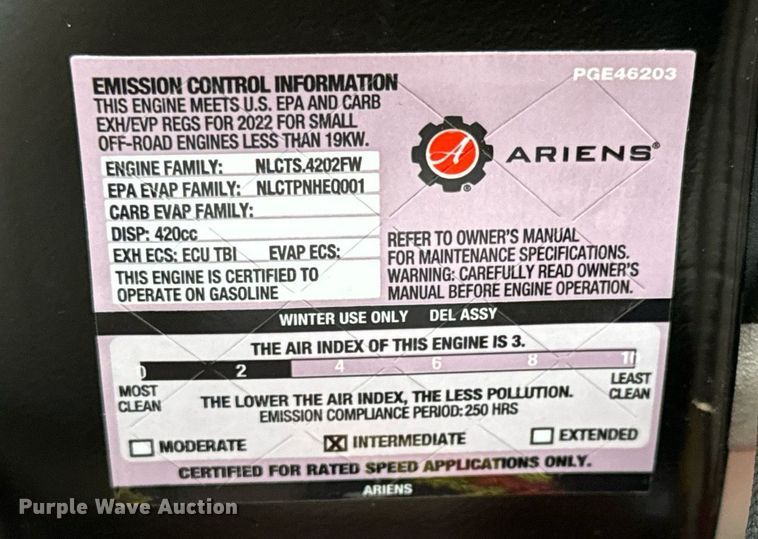 EMISSION CONTROL INFORMATION
THIS ENGINE MEETS U.S. EPA AND CARB
EXH/EVP REGS FOR 2022 FOR SMALL
OFF-ROAD ENGINES LESS THAN 19KW.
PGE46203
ARIENS®
ENGINE FAMILY: NLCTS.4202FW
EPA EVAP FAMILY: NLCTPNHEQ001
CARB EVAP FAMILY:
DISP: 420cc
EXH ECS: ECU TBI EVAP ECS:
THIS ENGINE IS CERTIFIED TO
OPERATE ON GASOLINE
REFER TO OWNER'S MANUAL
FOR MAINTENANCE SPECIFICATIONS.
WARNING: CAREFULLY READ OWNER'S
MANUAL BEFORE ENGINE OPERATION.
WINTER USE ONLY DEL ASSY
THE AIR INDEX OF THIS ENGINE IS 3.
0 2 4 6 8 10
MOST
CLEAN
LEAST
CLEAN
THE LOWER THE AIR INDEX, THE LESS POLLUTION.
EMISSION COMPLIANCE PERIOD: 250 HRS
MODERATE
INTERMEDIATE
EXTENDED
CERTIFIED FOR RATED SPEED APPLICATIONS ONLY.
ARIENS
Purple Wave Auction